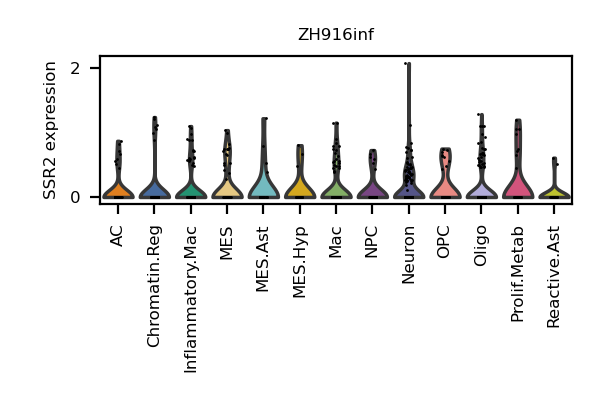 ZH916inf
SSR2 expression
2
0
AC
Chromatin.Reg
Inflammatory.Mac
MES
MES.Ast
MES.Hyp
Mac
NPC
Neuron
OPC
Oligo
Prolif.Metab
Reactive.Ast